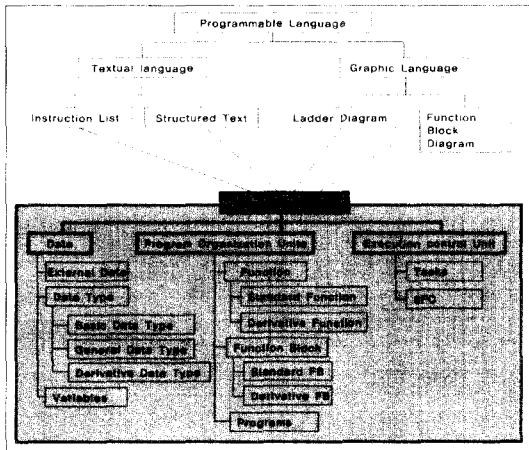 Programmable Language
Textual language
Graphic Language
Instruction List
Structured Text
Ladder Diagram
Function
Block
Diagram
Data
Program Organisation Units
Execution control Unit
External Data
Function
Tasks
Data Type
Standard Function
SFC
Basic Data Type
Derivative Function
General Data Type
Function Block
Derivative Data Type
Standard FB
Variables
Derivative FB
Programs